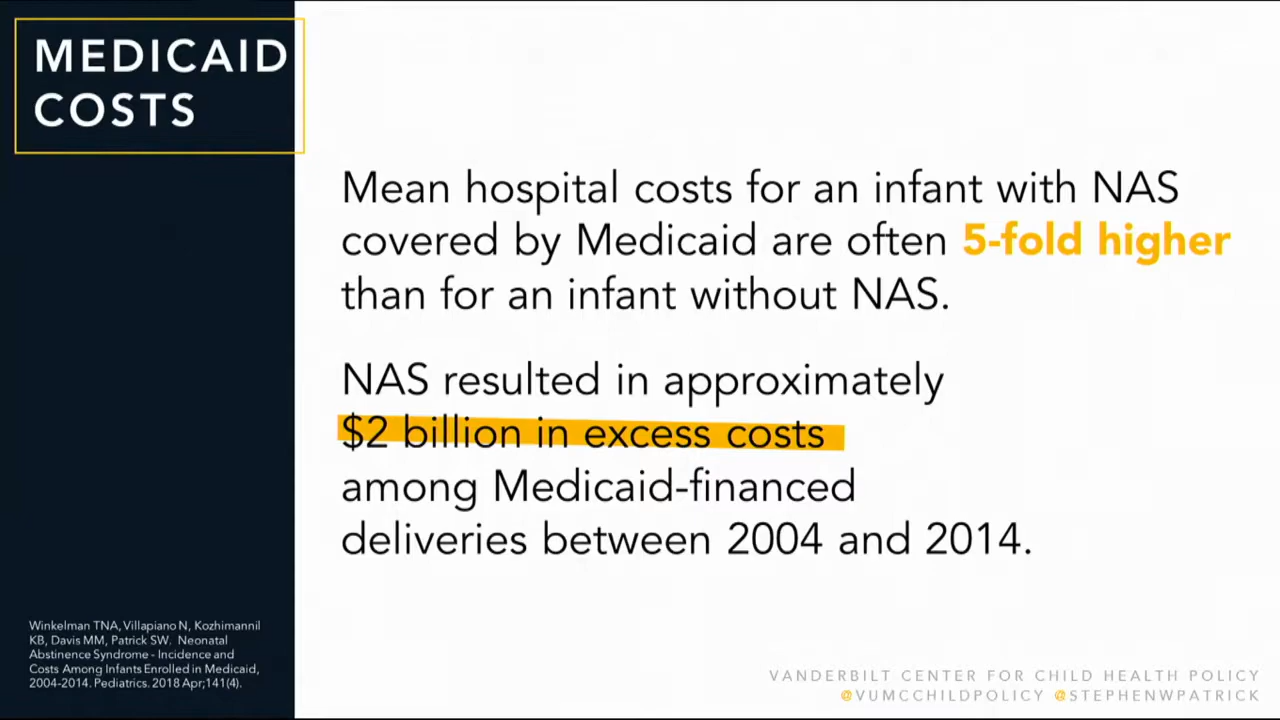 MEDICAID
COSTS
Mean hospital costs for an infant with NAS
covered by Medicaid are often 5-fold higher
than for an infant without NAS.
NAS resulted in approximately
$2 billion in excess costs
among Medicaid-financed
deliveries between 2004 and 2014.
Winkelman TNA, Villapiano N, Kozhimannil
KB, Davis MM, Patrick SW. Neonatal
Abstinence Syndrome - Incidence and
Costs Among Infants Enrolled in Medicaid,
2004-2014. Pediatrics. 2018 Apr;141(4).
VANDERBILT CENTER FOR CHILD HEALTH POLICY
@VUMCCHILDPOLICY @STEPHENWPATRICK